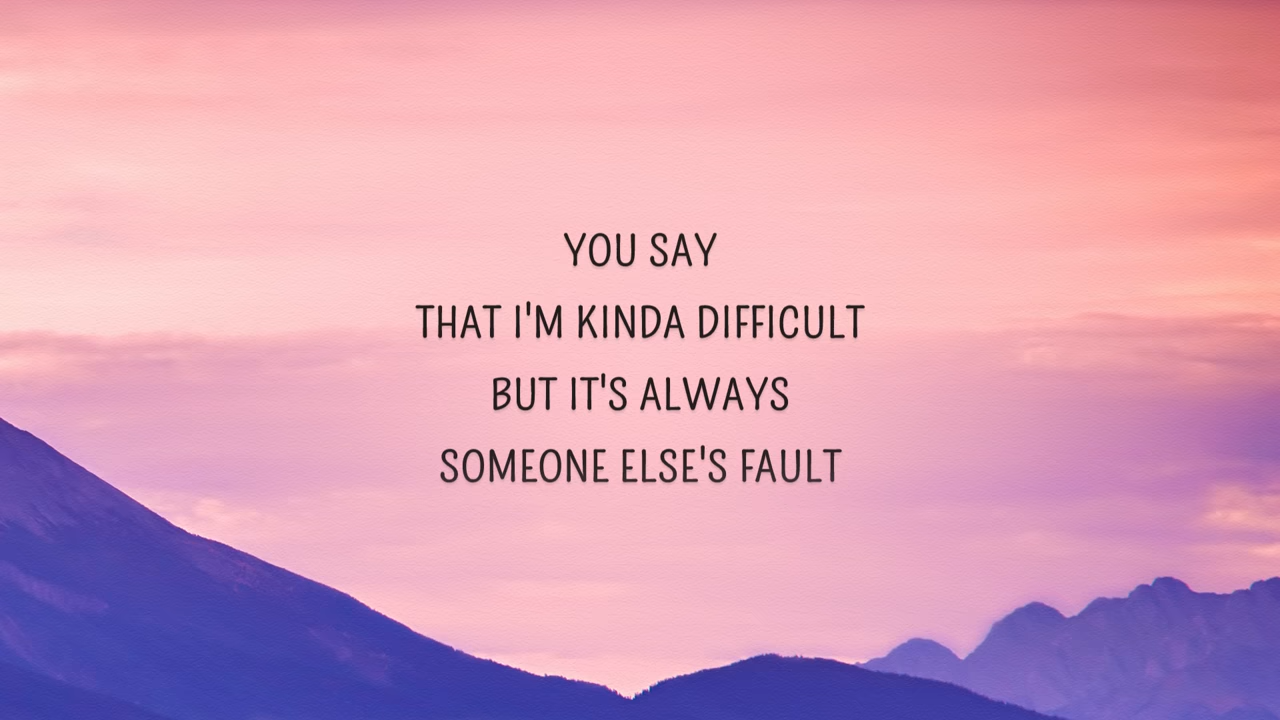 YOU SAY
THAT I'M KINDA DIFFICULT
BUT IT'S ALWAYS
SOMEONE ELSE'S FAULT